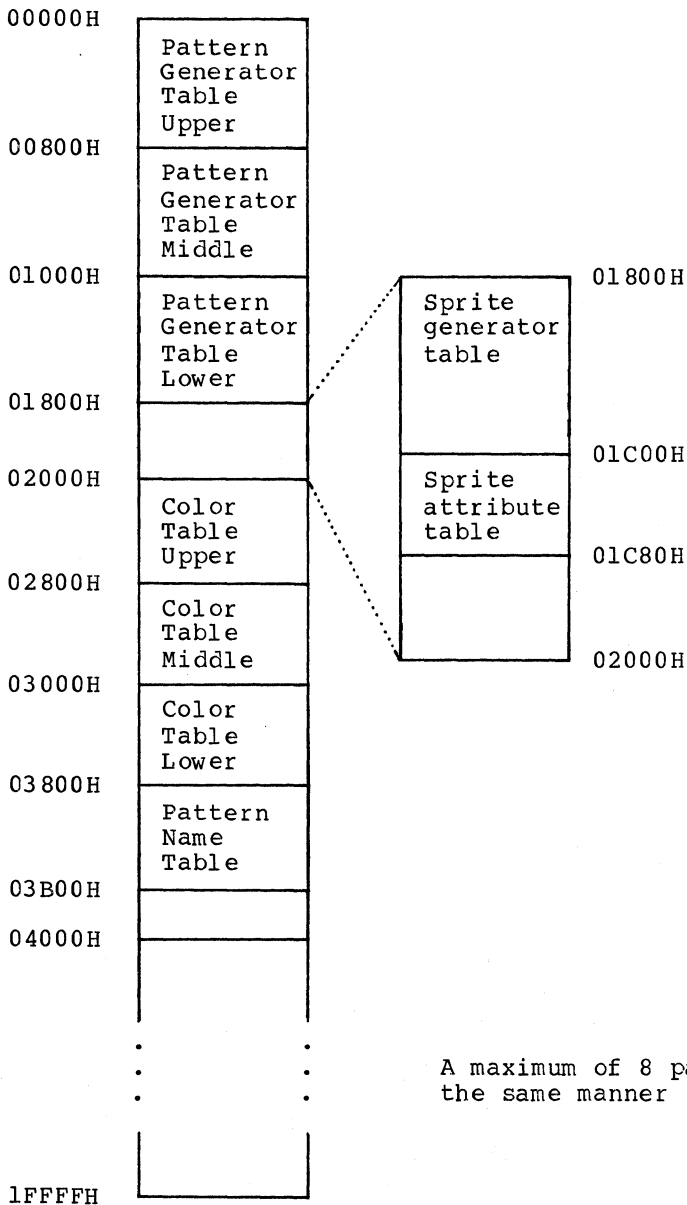 00000H
Pattern
Generator
Table
Upper
00800H
Pattern
Generator
Table
Middle
01000H
Pattern
Generator
Table
Lower
01800H
02000H
Color
Table
Upper
02800H
Color
Table
Middle
03000H
Color
Table
Lower
03800H
Pattern
Name
Table
03B00H
04000H
1FFFFH
01800H
Sprite
generator
table
01C00H
Sprite
attribute
table
01C80H
02000H
A maximum of 8
the same manner